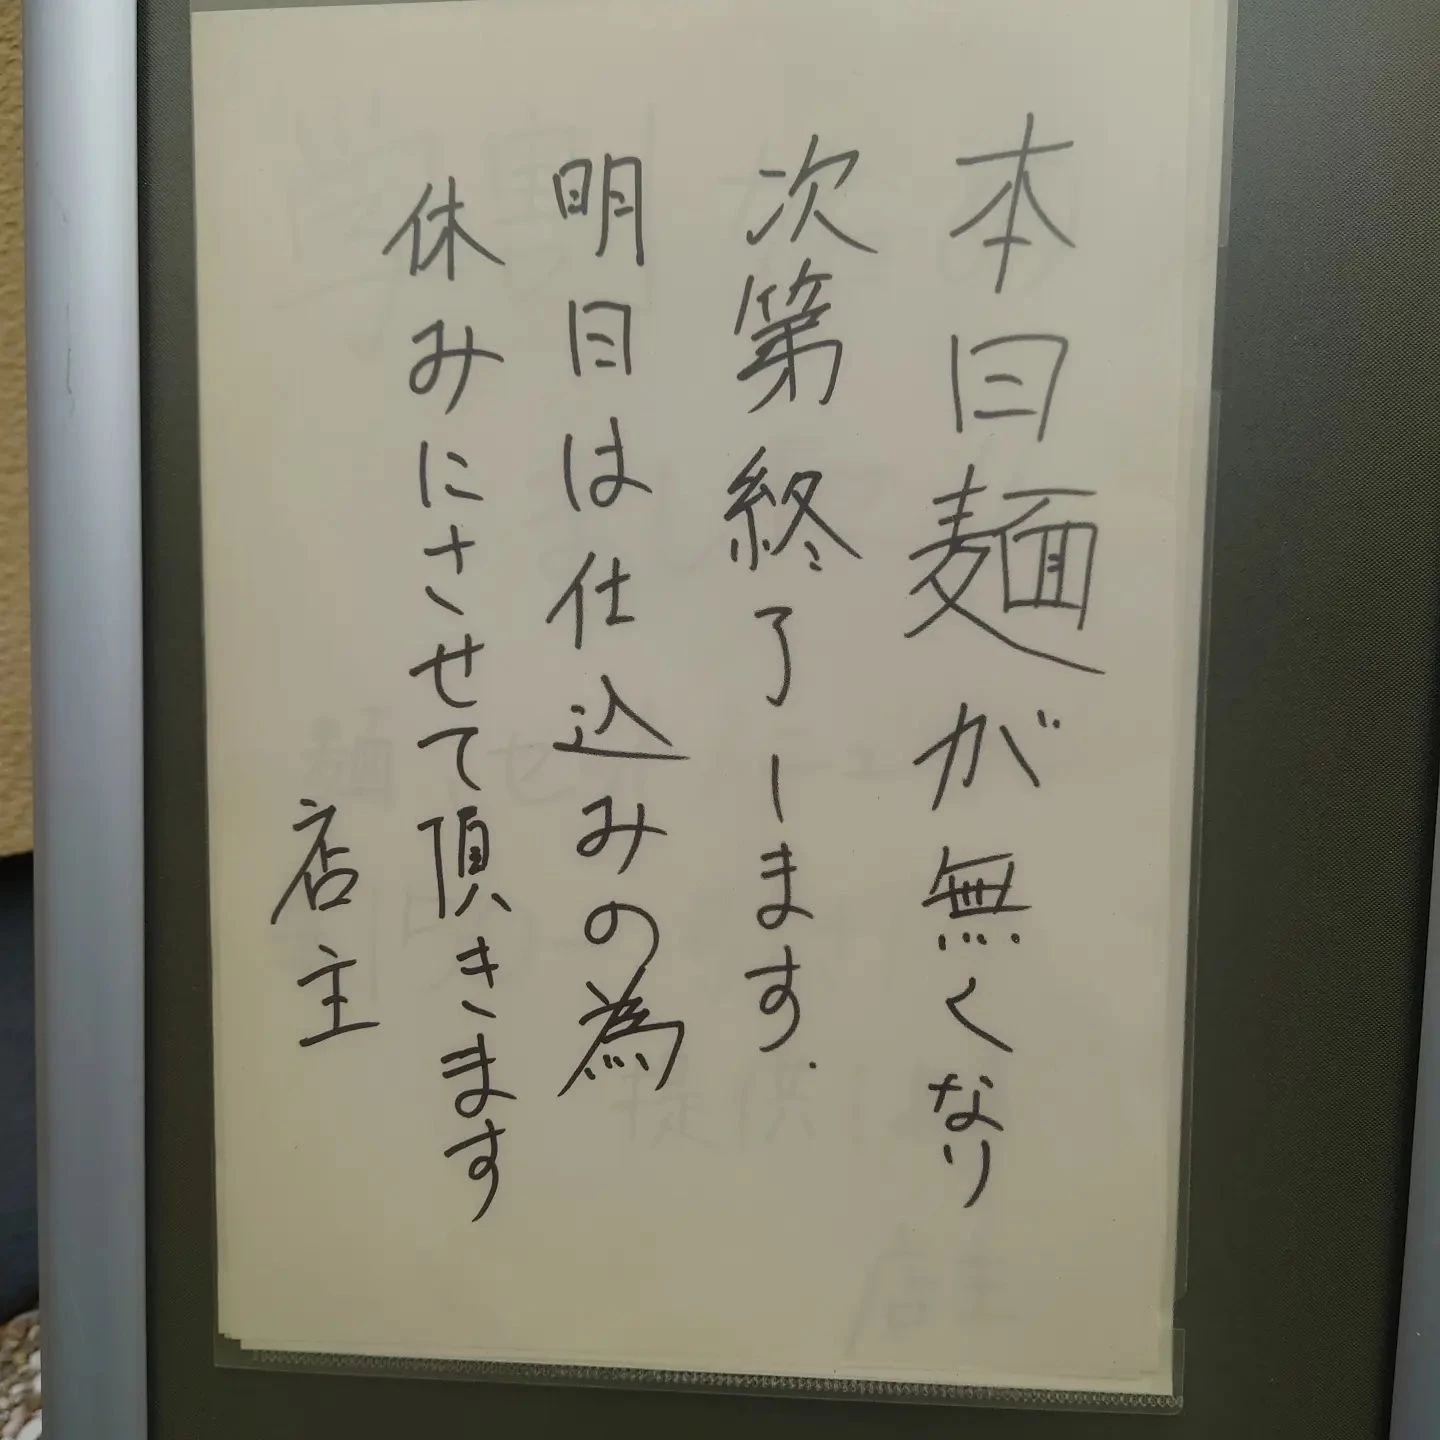 本日麺が無くなり
次第終了します.
明日は仕込みの為
休みにさせて頂きます
店主